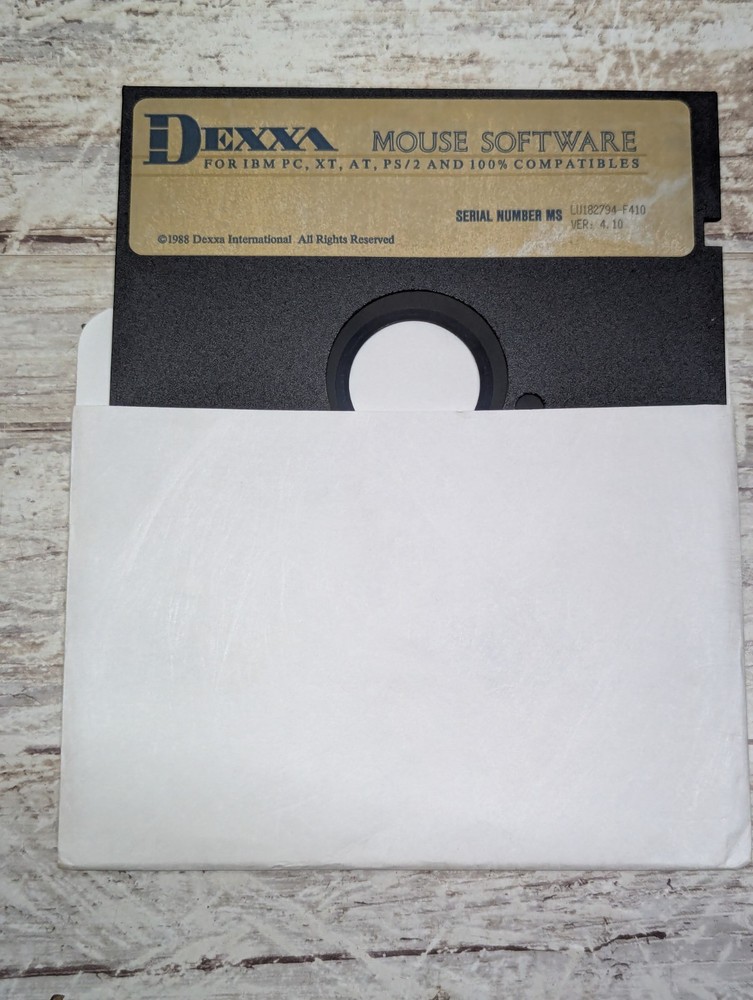 DEXXA MOUSE SOFTWARE
FOR IBM PC, XT, AT, PS/2 AND 100% COMPATIBLES
SERIAL NUMBER MS LU182794-F410
VER: 4.10
©1988 Dexxa International All Rights Reserved